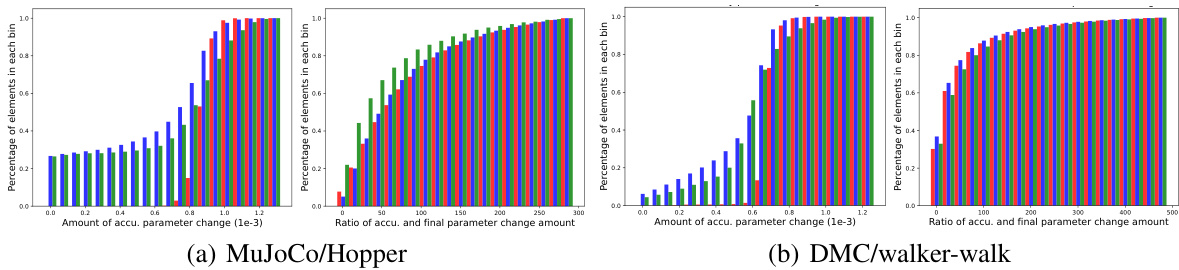 Percentage of elements in each bin
1.0
0.8
0.6
0.4
0.2
0.0
0.0 0.2 0.4 0.6 0.8 1.0 1.2
Amount of accu. parameter change (1e-3)
Percentage of elements in each bin
1.0
0.8
0.6
0.4
0.2
0.0
0 50 100 150 200 250 300
Ratio of accu. and final parameter change amount
(a) MuJoCo/Hopper
Percentage of elements in each bin
1.0
0.8
0.6
0.4
0.2
0.0
0.0 0.2 0.4 0.6 0.8 1.0 1.2
Amount of accu. parameter change (1e-3)
Percentage of elements in each bin
1.0
0.8
0.6
0.4
0.2
0.0
0 100 200 300 400 500
Ratio of accu. and final parameter change amount
(b) DMC/walker-walk